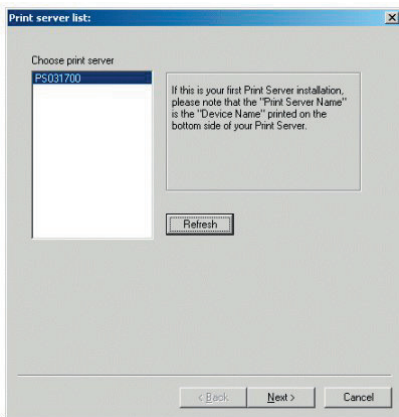 Print server list:
Choose print server
PS031700
If this is your first Print Server installation,
please note that the "Print Server Name"
is the "Device Name" printed on the
bottom side of your Print Server.
Refresh
< Back Next > Cancel